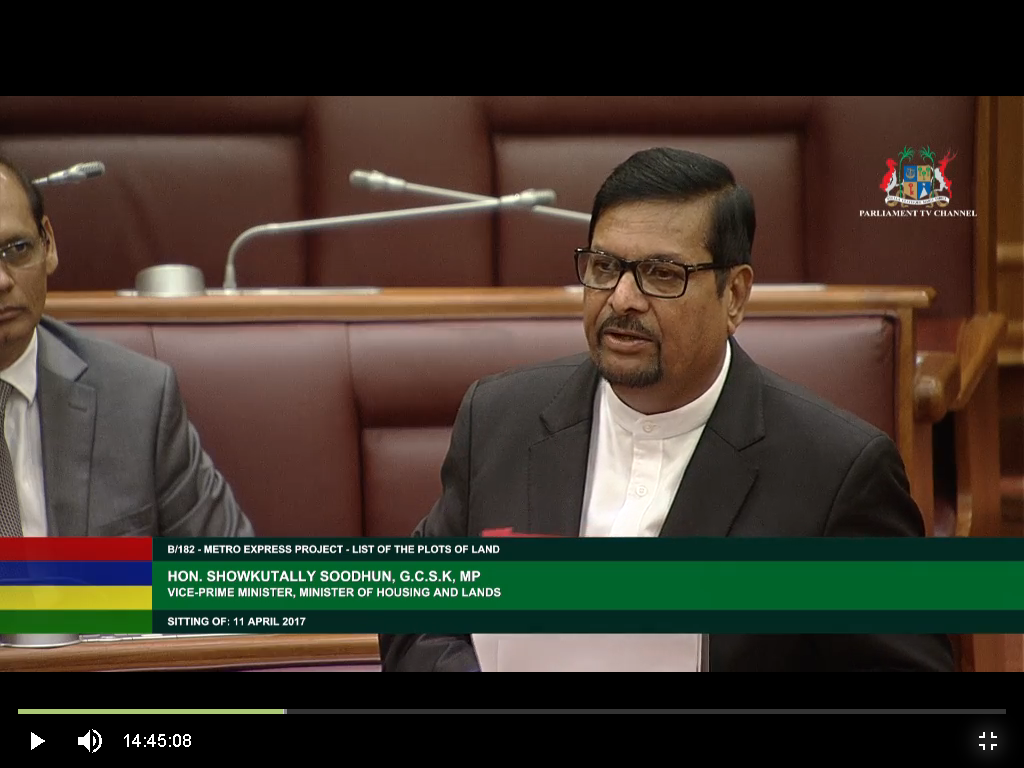 PARLIAMENT TV CHANNEL
B/182 - METRO EXPRESS PROJECT - LIST OF THE PLOTS OF LAND
HON. SHOWKUTALLY SOODHUN, G.C.S.K, MP
VICE-PRIME MINISTER, MINISTER OF HOUSING AND LANDS
SITTING OF: 11 APRIL 2017
14:45:08